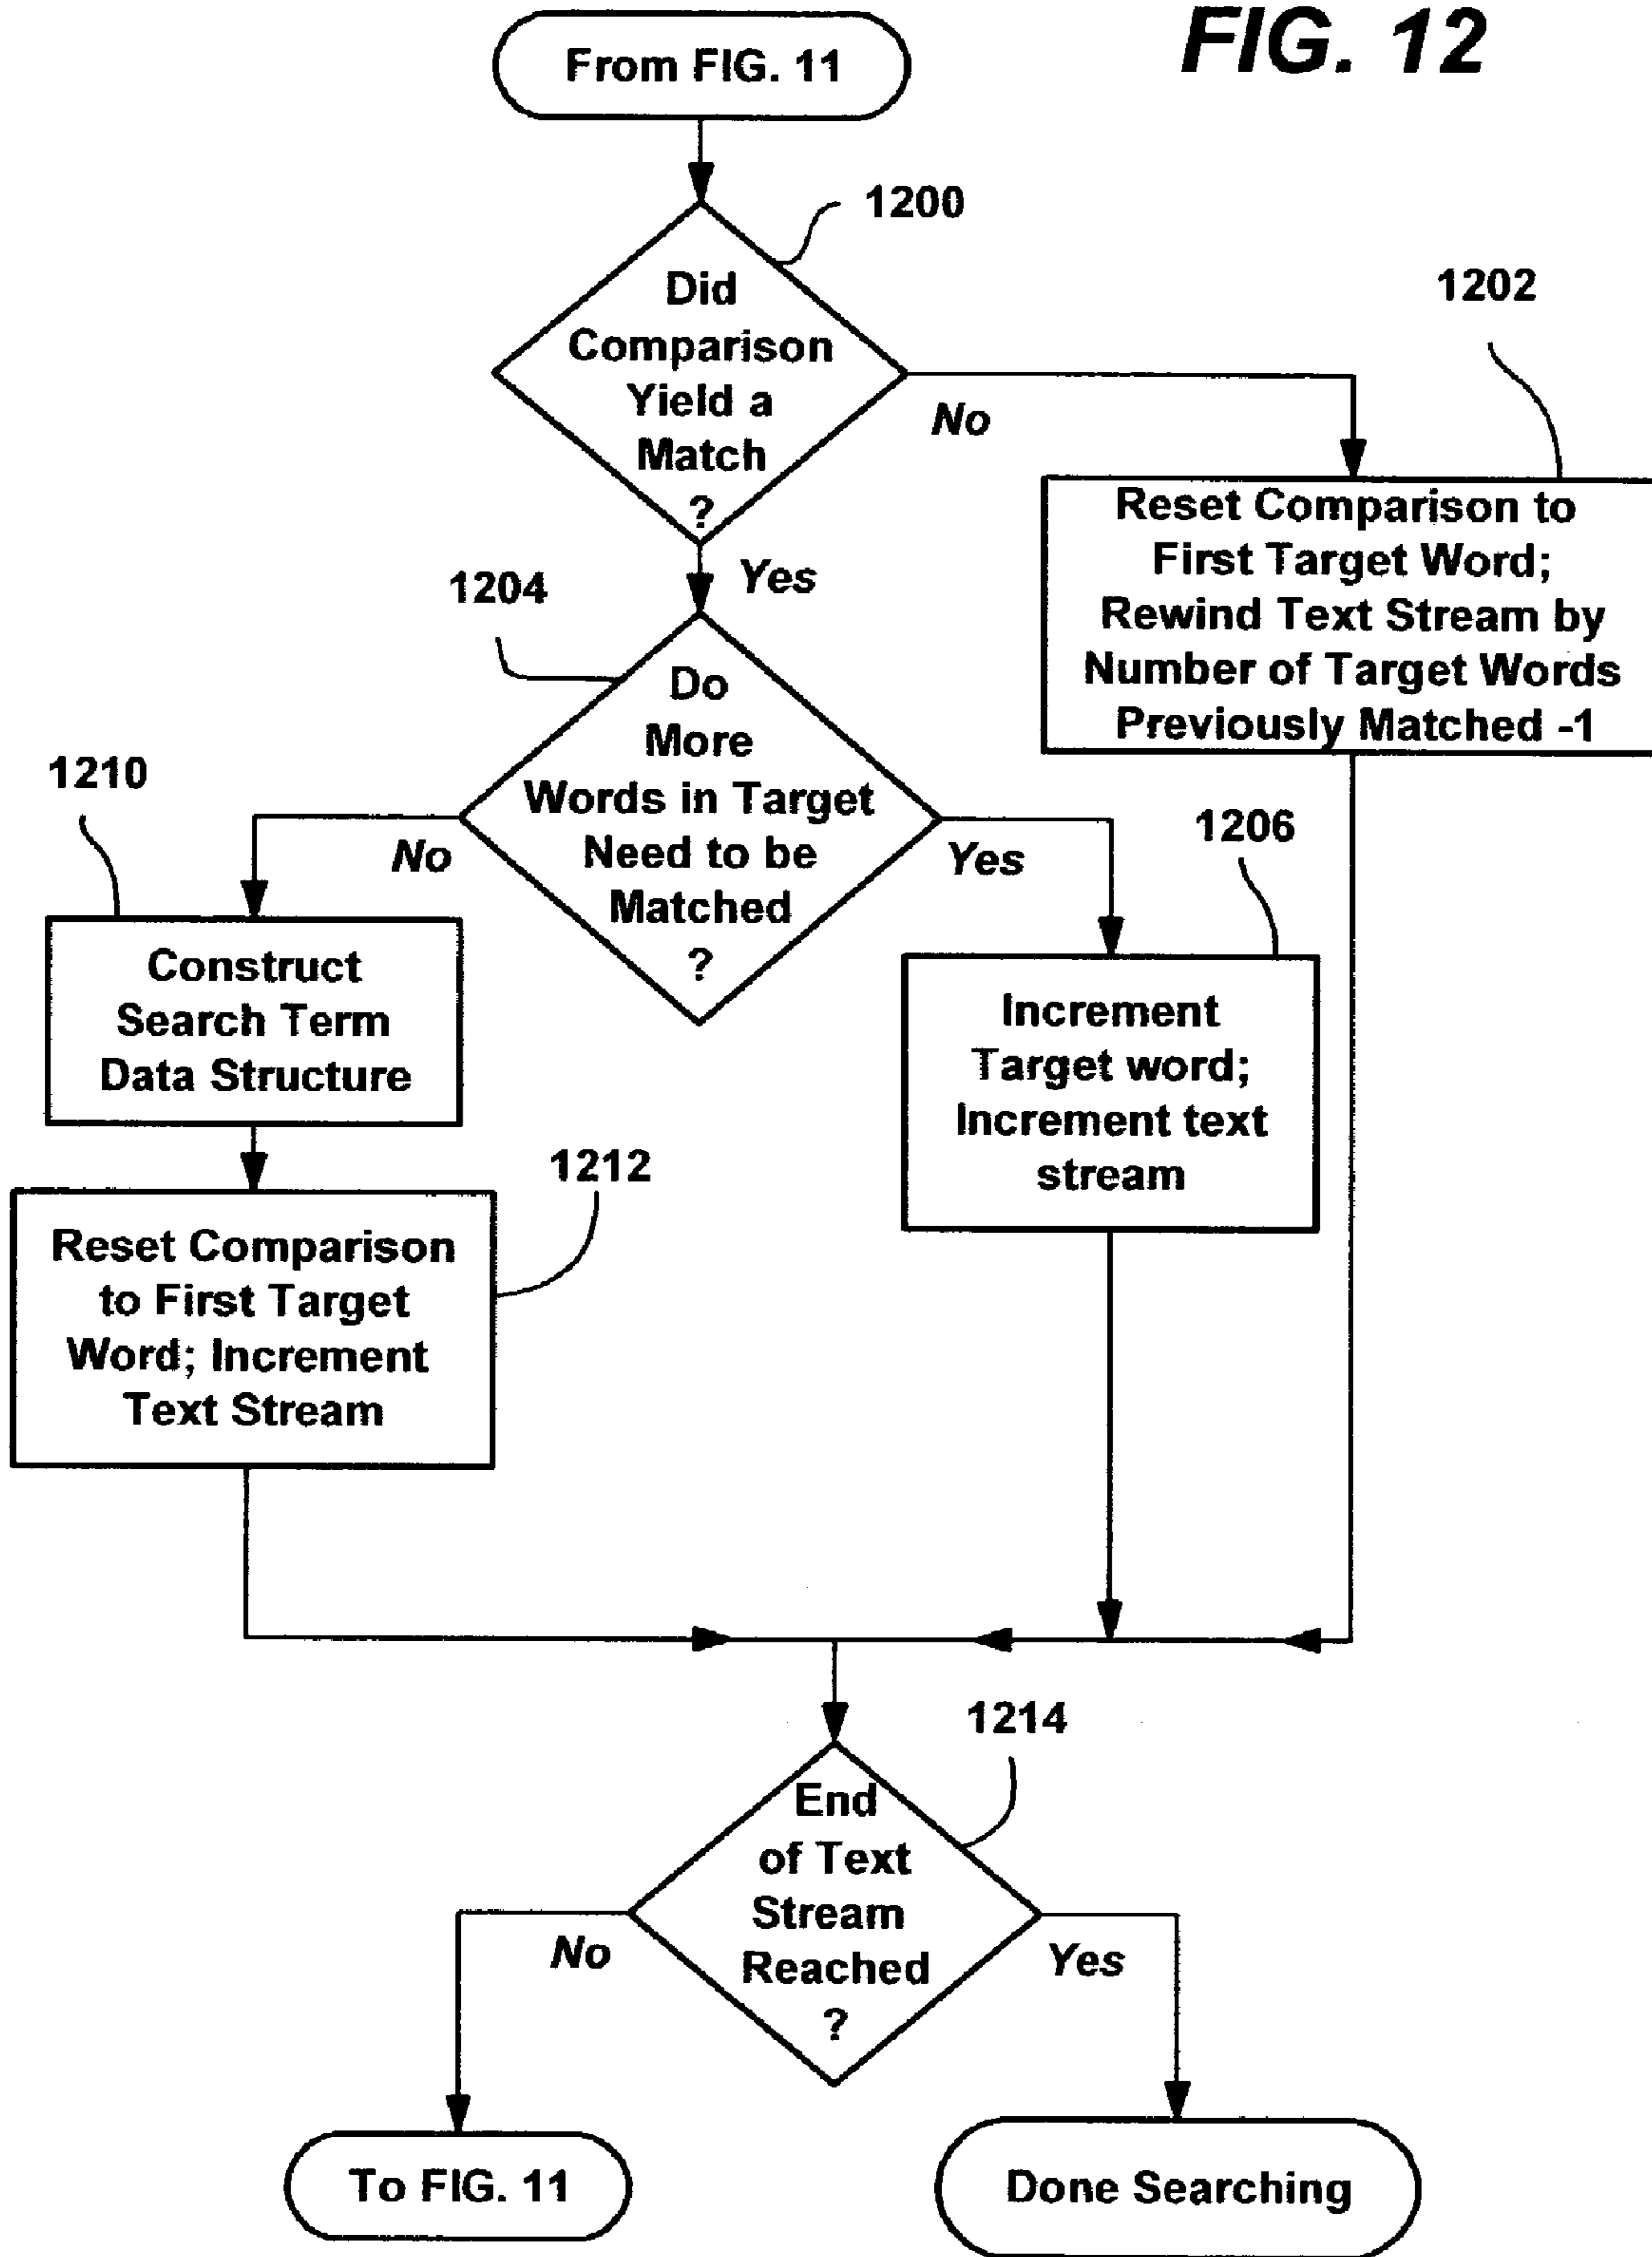 FIG. 12
From FIG. 11
1200
Did
Comparison
Yield a
Match
?
No
Yes
1202
Reset Comparison to
First Target Word;
Rewind Text Stream by
Number of Target Words
Previously Matched -1
1204
Do
More
Words in Target
Need to be
Matched
?
No
Yes
1210
Construct
Search Term
Data Structure
1206
Increment
Target word;
Increment text
stream
1212
Reset Comparison
to First Target
Word; Increment
Text Stream
1214
End
of Text
Stream
Reached
?
No
Yes
To FIG. 11
Done Searching